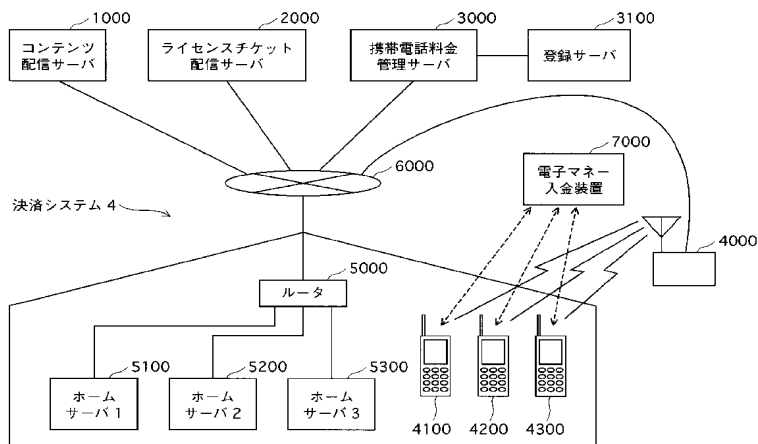 1000
コンテンツ
配信サーバ
2000
ライセンスチケット
配信サーバ
3000
携帯電話料金
管理サーバ
3100
登録サーバ
6000
7000
電子マネー
入金装置
決済システム4
4000
5000
ルータ
5100
ホーム
サーバ1
5200
ホーム
サーバ2
5300
ホーム
サーバ3
4100
4200
4300